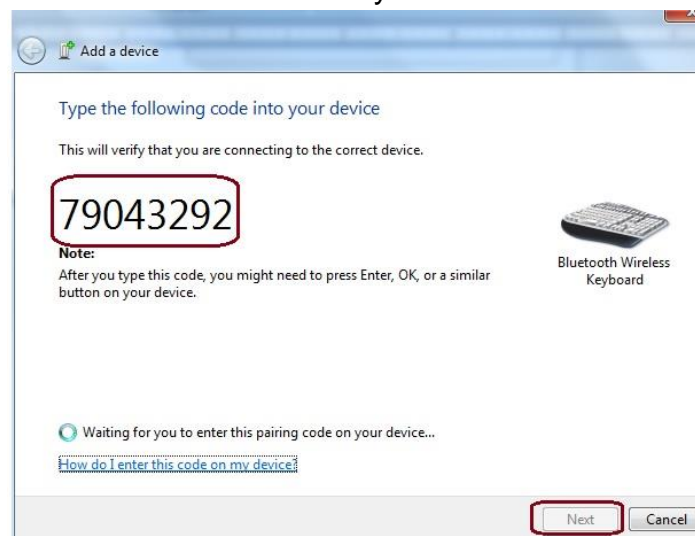 Add a device
Type the following code into your device
This will verify that you are connecting to the correct device.
79043292
Note:
After you type this code, you might need to press Enter, OK, or a similar
button on your device.
Bluetooth Wireless
Keyboard
Waiting for you to enter this pairing code on your device...
How do I enter this code on my device?
Next
Cancel